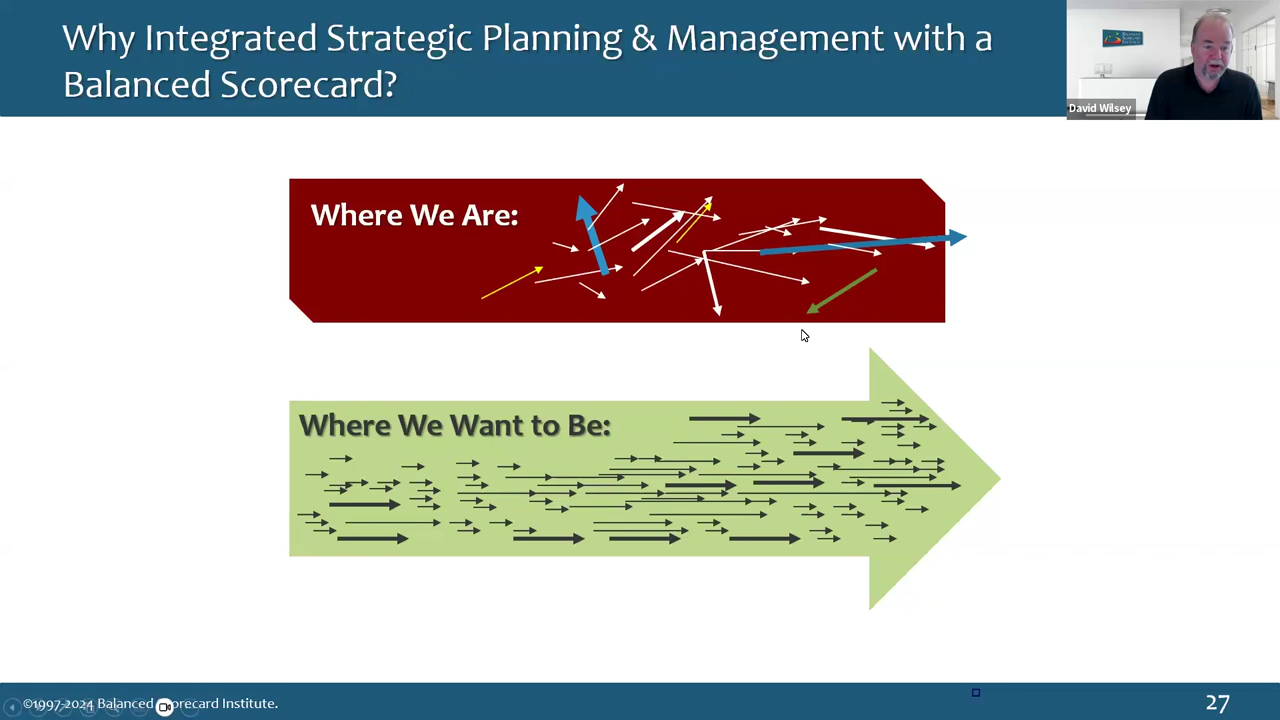 Why Integrated Strategic Planning & Management with a
Balanced Scorecard?
David Wilsey
Where We Are:
Where We Want to Be:
©1997-2024 Balanced Scorecard Institute.
27